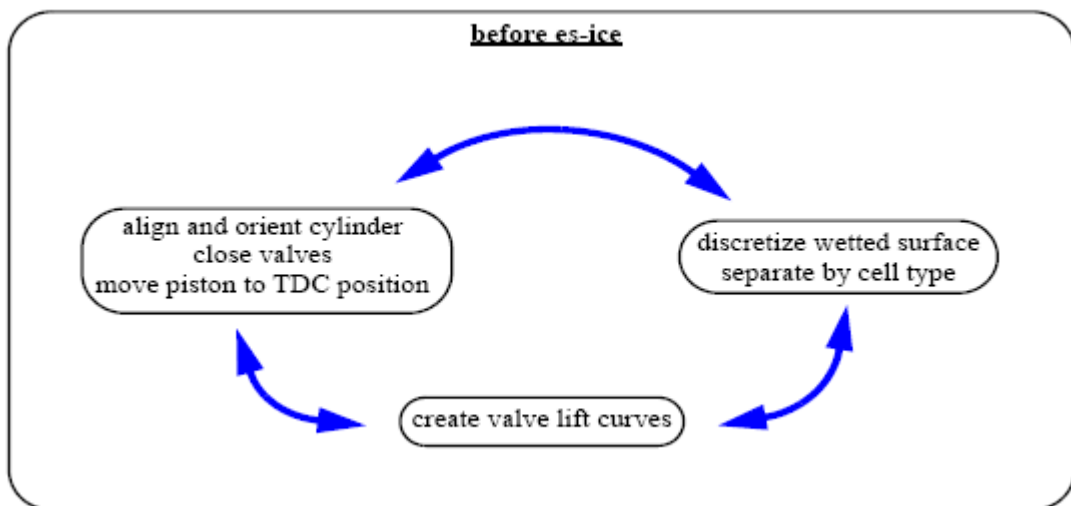 before es-ice
align and orient cylinder
close valves
move piston to TDC position
discretize wetted surface
separate by cell type
create valve lift curves